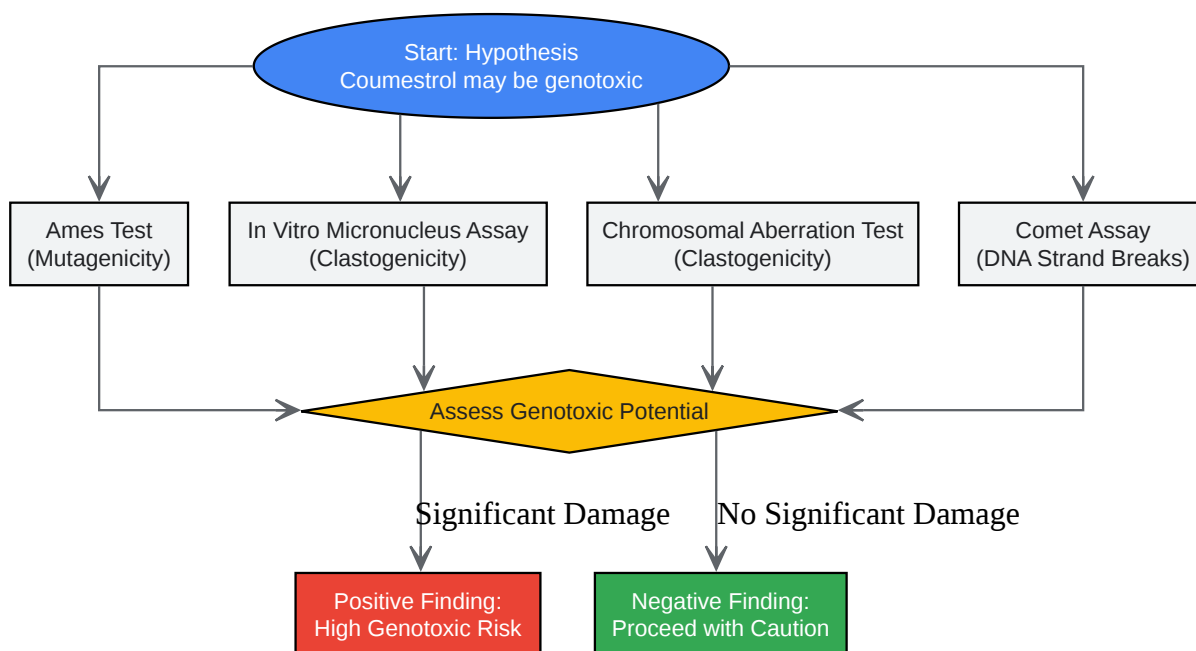 Start: Hypothesis
Coumestrol may be genotoxic
Ames Test
(Mutagenicity)
In Vitro Micronucleus Assay
(Clastogenicity)
Chromosomal Aberration Test
(Clastogenicity)
Comet Assay
(DNA Strand Breaks)
Assess Genotoxic Potential
Significant Damage
No Significant Damage
Positive Finding:
High Genotoxic Risk
Negative Finding:
Proceed with Caution